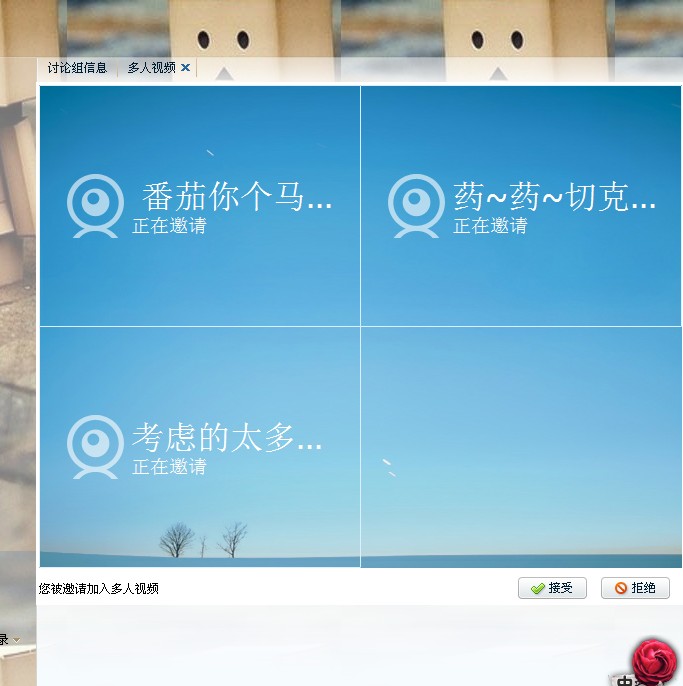 讨论组信息 多人视频
番茄你个马...
正在邀请
药~药~切克...
正在邀请
考虑的太多...
正在邀请
您被邀请加入多人视频
接受
拒绝
录